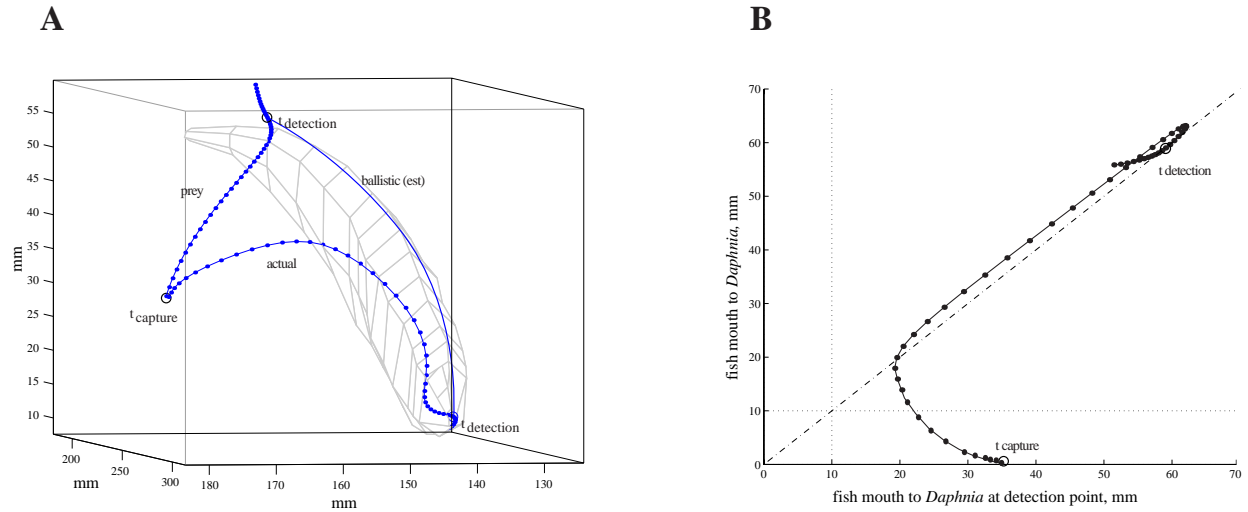 A
55
50
45
40
35
30
25
20
15
10
mm
t detection
prey
ballistic (est)
actual
t capture
t detection
200
250
300
mm
180
170
160
150
140
130
mm
B
70
60
50
40
30
20
10
0
fish mouth to Daphnia, mm
t detection
t capture
0
10
20
30
40
50
60
70
fish mouth to Daphnia at detection point, mm